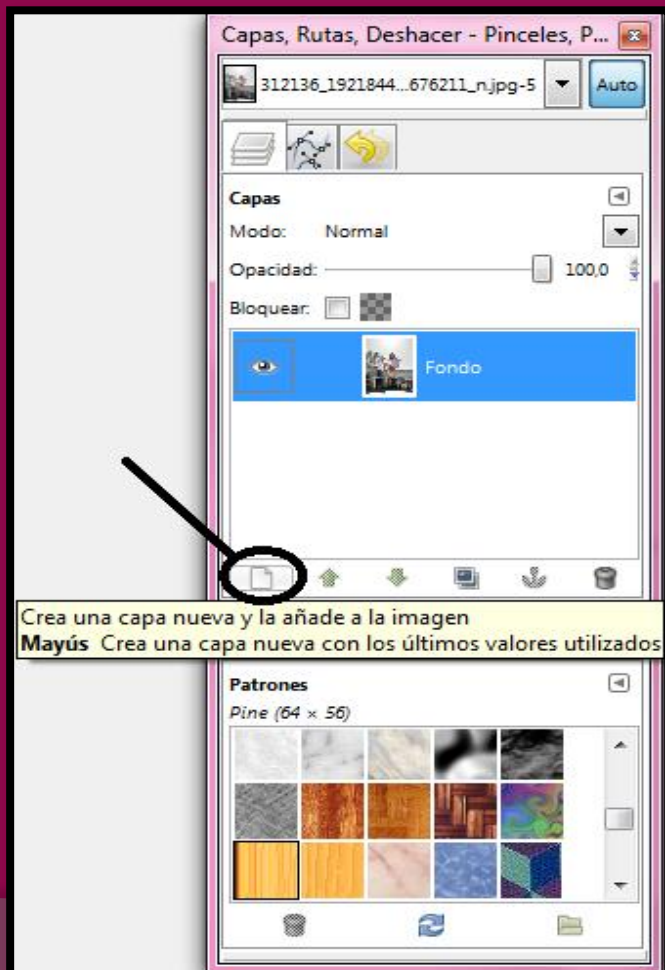 Capas, Rutas, Deshacer - Pinceles, P...
312136_1921844...676211_n.jpg-5
Auto
Capas
Modo: Normal
Opacidad: 100,0
Bloquear:
Fondo
Crea una capa nueva y la añade a la imagen
Mayús Crea una capa nueva con los últimos valores utilizados
Patrones
Pine (64 × 56)